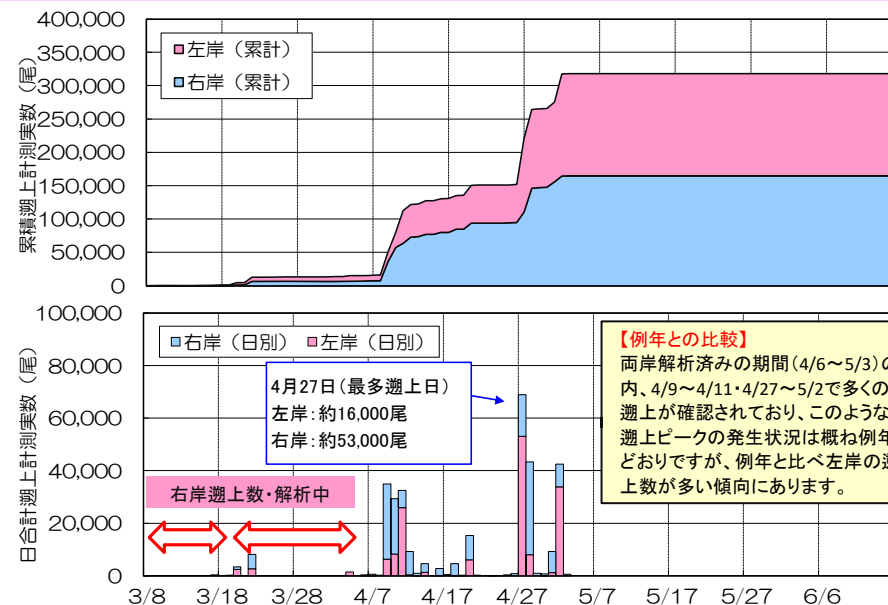 累積遡上計測実数（尾）
400,000
350,000
300,000
250,000
200,000
150,000
100,000
50,000
0
左岸（累計）
右岸（累計）
日合計遡上計測実数（尾）
100,000
80,000
60,000
40,000
20,000
0
右岸（日別） 左岸（日別）
4月27日（最多遡上日）
左岸：約16,000尾
右岸：約53,000尾
右岸遡上数・解析中
【例年との比較】
両岸解析済みの期間（4/6～5/3）の
内、4/9～4/11・4/27～5/2で多くの
遡上が確認されており、このような
遡上ピークの発生状況は概ね例年
どおりですが、例年と比べ左岸の遡
上数が多い傾向にあります。
3/8 3/18 3/28 4/7 4/17 4/27 5/7 5/17 5/27 6/6